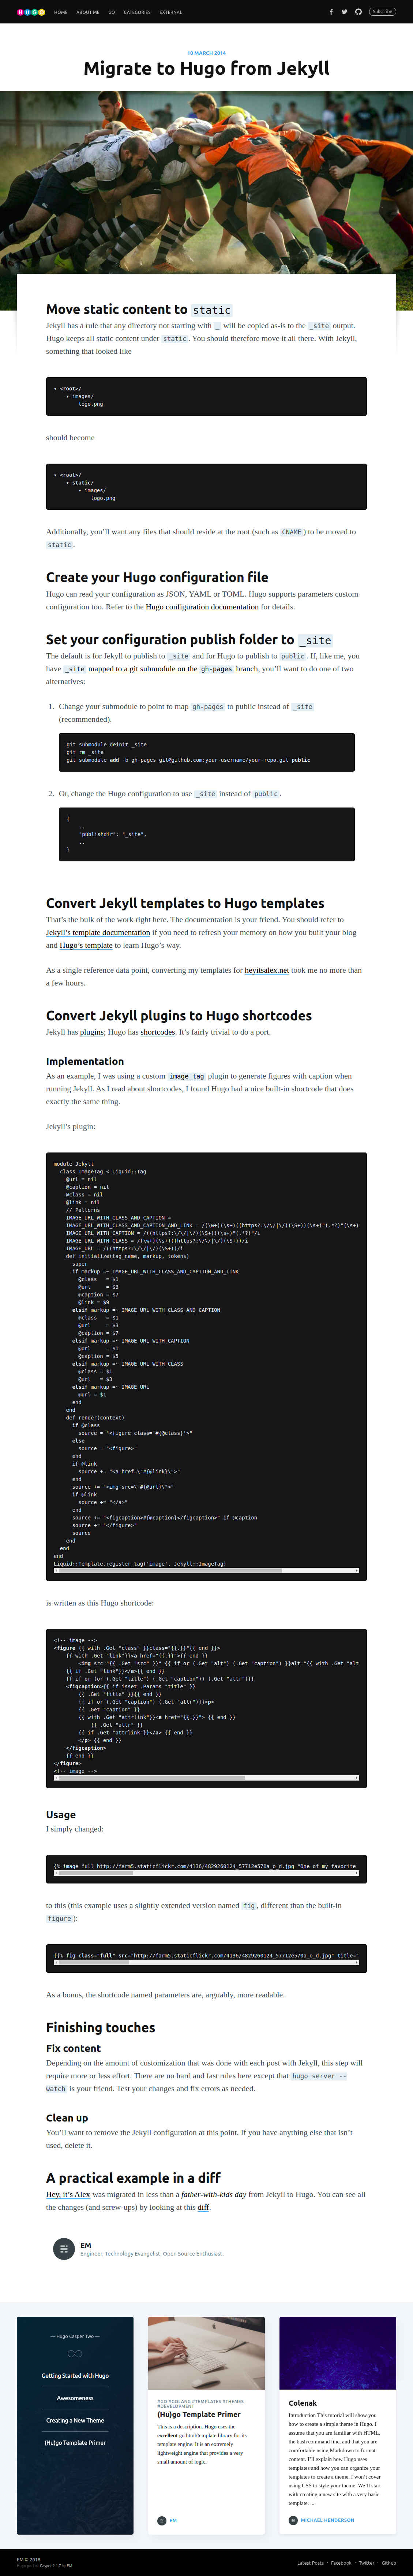 HUGO HOME ABOUT ME GO CATEGORIES EXTERNAL Subscribe
10 MARCH 2014
Migrate to Hugo from Jekyll
Move static content to static
Jekyll has a rule that any directory not starting with _ will be copied as-is to the _site output.
Hugo keeps all static content under static. You should therefore move it all there. With Jekyll,
something that looked like
▾ <root>/
▾ images/
logo.png
should become
▾ <root>/
▾ static/
▾ images/
logo.png
Additionally, you’ll want any files that should reside at the root (such as CNAME) to be moved to
static.
Create your Hugo configuration file
Hugo can read your configuration as JSON, YAML or TOML. Hugo supports parameters custom
configuration too. Refer to the Hugo configuration documentation for details.
Set your configuration publish folder to _site
The default is for Jekyll to publish to _site and for Hugo to publish to public. If, like me, you
have _site mapped to a git submodule on the gh-pages branch, you’ll want to do one of two
alternatives:
1. Change your submodule to point to map gh-pages to public instead of _site
(recommended).
git submodule deinit _site
git rm _site
git submodule add -b gh-pages git@github.com:your-username/your-repo.git public
2. Or, change the Hugo configuration to use _site instead of public.
{
..
"publishdir": "_site",
..
}
Convert Jekyll templates to Hugo templates
That’s the bulk of the work right here. The documentation is your friend. You should refer to
Jekyll’s template documentation if you need to refresh your memory on how you built your blog
and Hugo’s template to learn Hugo’s way.
As a single reference data point, converting my templates for heyitsalex.net took me no more than
a few hours.
Convert Jekyll plugins to Hugo shortcodes
Jekyll has plugins; Hugo has shortcodes. It’s fairly trivial to do a port.
Implementation
As an example, I was using a custom image_tag plugin to generate figures with caption when
running Jekyll. As I read about shortcodes, I found Hugo had a nice built-in shortcode that does
exactly the same thing.
Jekyll’s plugin:
module Jekyll
class ImageTag < Liquid::Tag
@url = nil
@caption = nil
@class = nil
@link = nil
// Patterns
IMAGE_URL_WITH_CLASS_AND_CAPTION =
IMAGE_URL_WITH_CLASS_AND_CAPTION_AND_LINK = /(\w+)(\s+)((https?:\/\/|\/)(\S+))(\s+)"(.*?)"(\s+)
IMAGE_URL_WITH_CAPTION = /((https?:\/\/|\/)(\S+))(\s+)"(.*?)"/i
IMAGE_URL_WITH_CLASS = /(\w+)(\s+)((https?:\/\/|\/)(\S+))/i
IMAGE_URL = /((https?:\/\/|\/)(\S+))/i
def initialize(tag_name, markup, tokens)
super
if markup =~ IMAGE_URL_WITH_CLASS_AND_CAPTION_AND_LINK
@class = $1
@url = $3
@caption = $7
@link = $9
elsif markup =~ IMAGE_URL_WITH_CLASS_AND_CAPTION
@class = $1
@url = $3
@caption = $7
elsif markup =~ IMAGE_URL_WITH_CAPTION
@url = $1
@caption = $5
elsif markup =~ IMAGE_URL_WITH_CLASS
@class = $1
@url = $3
elsif markup =~ IMAGE_URL
@url = $1
end
end
def render(context)
if @class
source = "<figure class='#{@class}'>"
else
source = "<figure>"
end
if @link
source += "<a href=\"#{@link}\">"
end
source += "<img src=\"#{@url}\">"
if @link
source += "</a>"
end
source += "<figcaption>#{@caption}</figcaption>" if @caption
source += "</figure>"
source
end
end
end
Liquid::Template.register_tag('image', Jekyll::ImageTag)
is written as this Hugo shortcode:
<!-- image -->
<figure {{ with .Get "class" }}class="{{.}}"{{ end }}>
{{ with .Get "link"}}<a href="{{.}}">{{ end }}
<img src="{{ .Get "src" }}" {{ if or (.Get "alt") (.Get "caption") }}alt="{{ with .Get "alt
{{ if .Get "link"}}</a>{{ end }}
{{ if or (or (.Get "title") (.Get "caption")) (.Get "attr")}}
<figcaption>{{ if isset .Params "title" }}
{{ .Get "title" }}{{ end }}
{{ if or (.Get "caption") (.Get "attr")}}<p>
{{ .Get "caption" }}
{{ with .Get "attrlink"}}<a href="{{.}}"> {{ end }}
{{ .Get "attr" }}
{{ if .Get "attrlink"}}</a> {{ end }}
</p> {{ end }}
</figcaption>
{{ end }}
</figure>
<!-- image -->
Usage
I simply changed:
{% image full http://farm5.staticflickr.com/4136/4829260124_57712e570a_o_d.jpg "One of my favorite
to this (this example uses a slightly extended version named fig, different than the built-in
figure):
{{% fig class="full" src="http://farm5.staticflickr.com/4136/4829260124_57712e570a_o_d.jpg" title="
As a bonus, the shortcode named parameters are, arguably, more readable.
Finishing touches
Fix content
Depending on the amount of customization that was done with each post with Jekyll, this step will
require more or less effort. There are no hard and fast rules here except that hugo server --
watch is your friend. Test your changes and fix errors as needed.
Clean up
You’ll want to remove the Jekyll configuration at this point. If you have anything else that isn’t
used, delete it.
A practical example in a diff
Hey, it’s Alex was migrated in less than a father-with-kids day from Jekyll to Hugo. You can see all
the changes (and screw-ups) by looking at this diff.
EM
Engineer, Technology Evangelist, Open Source Enthusiast.
— Hugo Casper Two —
Getting Started with Hugo
Awesomeness
Creating a New Theme
(Hu)go Template Primer
#GO #GOLANG #TEMPLATES #THEMES
#DEVELOPMENT
(Hu)go Template Primer
This is a description. Hugo uses the
excellent go html/template library for its
template engine. It is an extremely
lightweight engine that provides a very
small amount of logic.
EM
Colenak
Introduction This tutorial will show you
how to create a simple theme in Hugo. I
assume that you are familiar with HTML,
the bash command line, and that you are
comfortable using Markdown to format
content. I’ll explain how Hugo uses
templates and how you can organize your
templates to create a theme. I won’t cover
using CSS to style your theme. We’ll start
with creating a new site with a very basic
template. ...
MICHAEL HENDERSON
EM © 2018
Hugo port of Casper 2.1.7 by EM
Latest Posts · Facebook · Twitter · Github